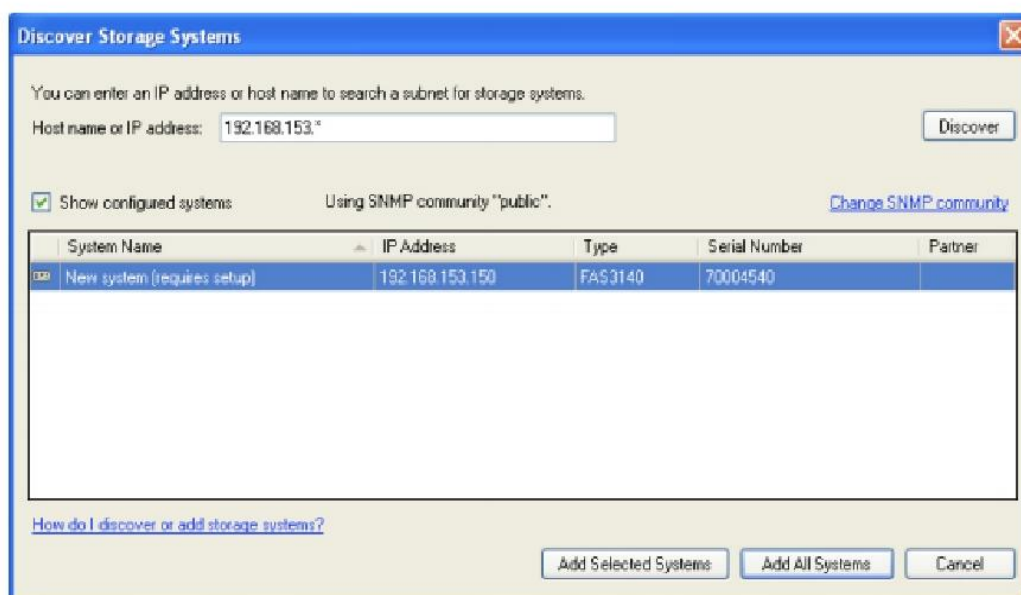 Discover Storage Systems
You can enter an IP address or host name to search a subnet for storage systems.
Host name or IP address: 192.168.153.* Discover
Show configured systems Using SNMP community "public". Change SNMP community
System Name IP Address Type Serial Number Partner
New system (requires setup) 192.168.153.150 FAS3140 70004540
How do I discover or add storage systems?
Add Selected Systems Add All Systems Cancel